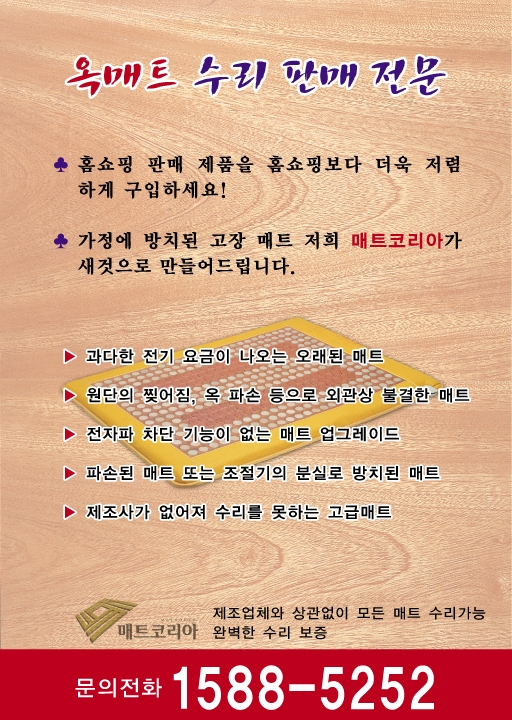 옥매트 수리 판매 전문
♣ 홈쇼핑 판매 제품을 홈쇼핑보다 더욱 저렴
하게 구입하세요!
♣ 가정에 방치된 고장 매트 저희 매트코리아가
새것으로 만들어드립니다.
▶ 과다한 전기 요금이 나오는 오래된 매트
▶ 원단의 찢어짐, 옥 파손 등으로 외관상 불결한 매트
▶ 전자파 차단 기능이 없는 매트 업그레이드
▶ 파손된 매트 또는 조절기의 분실로 방치된 매트
▶ 제조사가 없어져 수리를 못하는 고급매트
매트코리아
제조업체와 상관없이 모든 매트 수리가능
완벽한 수리 보증
문의전화 1588-5252